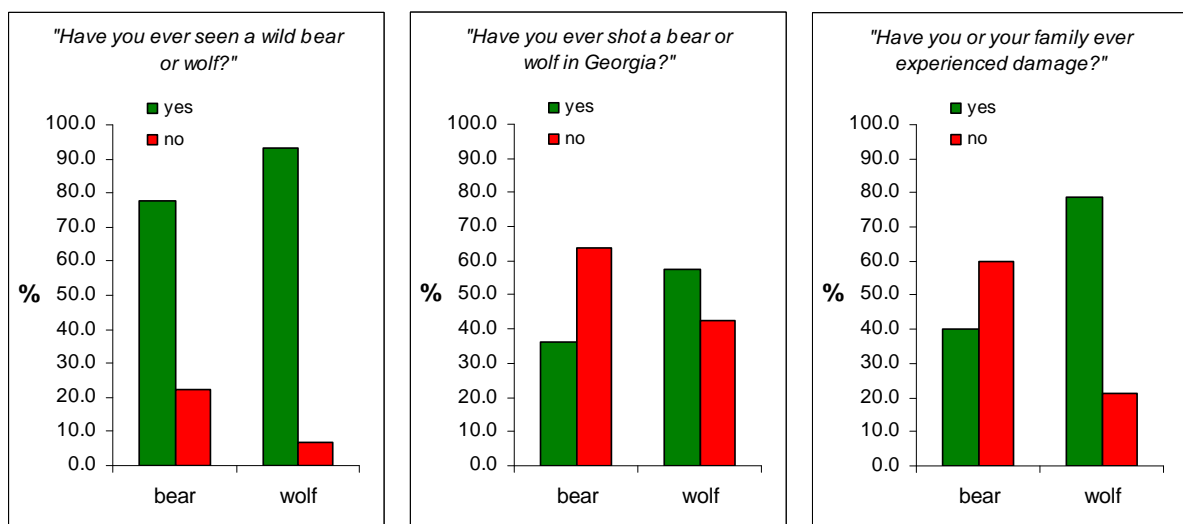 "Have you ever seen a wild bear
or wolf?"
yes
no
100.0
90.0
80.0
70.0
60.0
50.0
40.0
30.0
20.0
10.0
0.0
%
bear
wolf
"Have you ever shot a bear or
wolf in Georgia?"
yes
no
100.0
90.0
80.0
70.0
60.0
50.0
40.0
30.0
20.0
10.0
0.0
%
bear
wolf
"Have you or your family ever
experienced damage?"
yes
no
100.0
90.0
80.0
70.0
60.0
50.0
40.0
30.0
20.0
10.0
0.0
%
bear
wolf